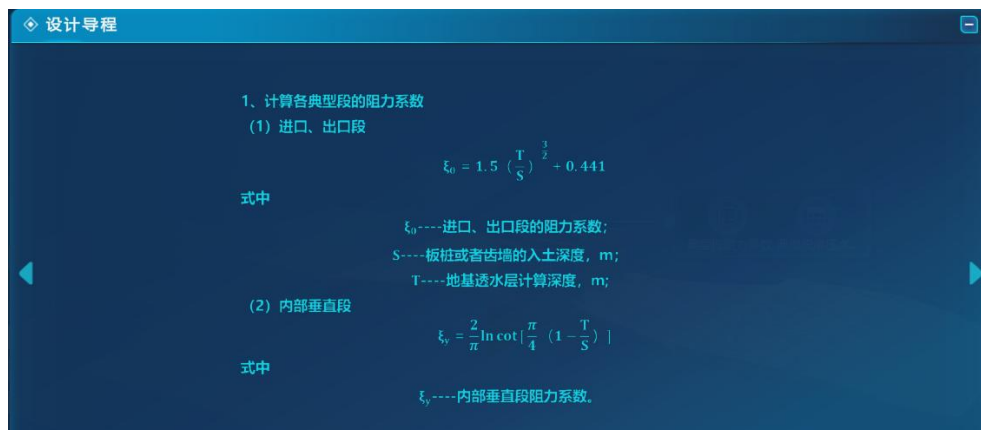 设计导程
1、计算各典型段的阻力系数
（1）进口、出口段
ξ₀ = 1.5（T/S）^{3/2} + 0.441
式中
ξ₀----进口、出口段的阻力系数；
S----板桩或者齿墙的入土深度，m；
T----地基透水层计算深度，m；
（2）内部垂直段
ξᵧ = 2/π ln cot[π/4（1 − T/S）]
式中
ξᵧ----内部垂直段阻力系数。